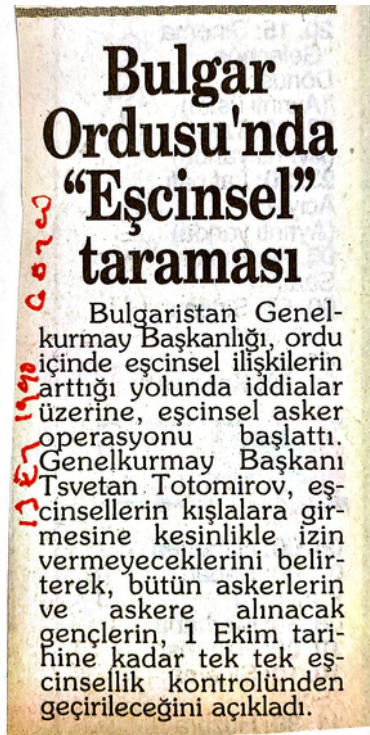 Bulgar
Ordusu'nda
“Eşcinsel”
taraması
Bulgaristan Genel-
kurmay Başkanlığı, ordu
içinde eşcinsel ilişkilerin
arttığı yolunda iddialar
üzerine, eşcinsel asker
operasyonu başlattı.
Genelkurmay Başkanı
Tsvetan Totomirov, eş-
cinsellerin kışlalara gir-
mesine kesinlikle izin
vermeyeceklerini belir-
terek, bütün askerlerin
ve askere alınacak
gençlerin, 1 Ekim tari-
hine kadar tek tek eş-
cinsellik kontrolünden
geçirileceğini açıkladı.